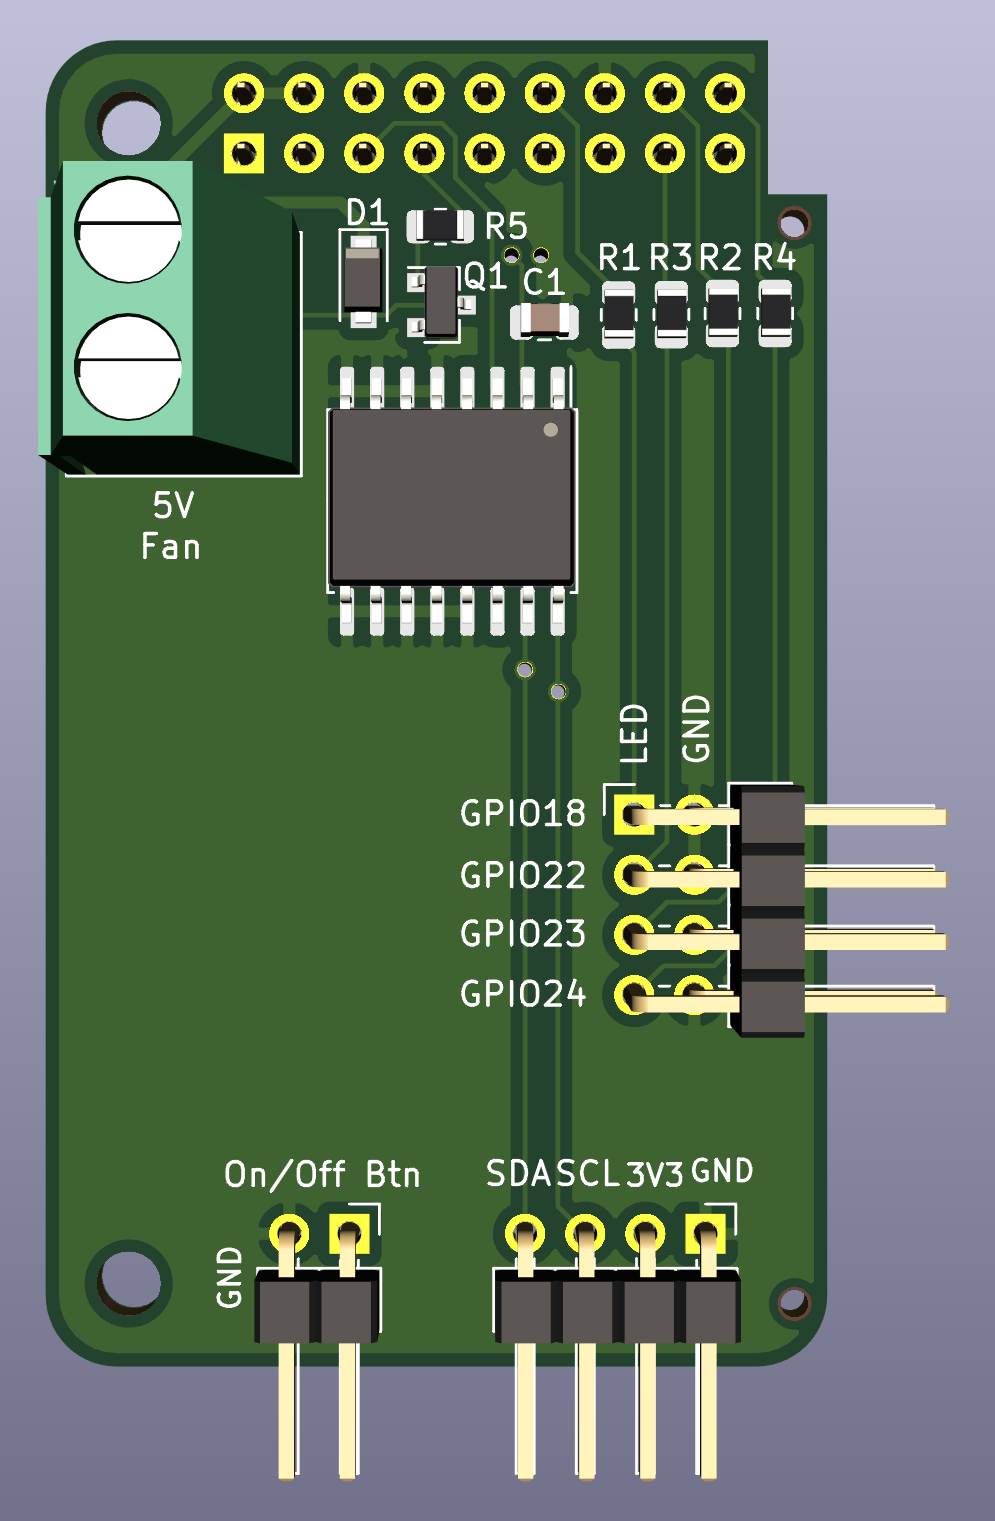 D1
R5
Q1
C1
R1
R3
R2
R4
5V
Fan
LED
GND
GPIO18
GPIO22
GPIO23
GPIO24
On/Off Btn
GND
SDA
SCL
3V3
GND